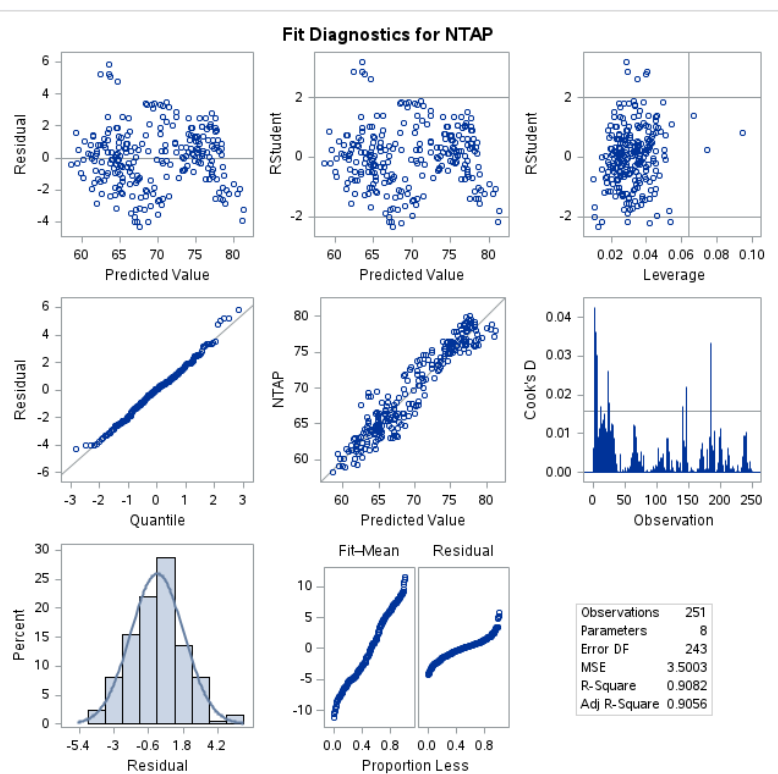 Fit Diagnostics for NTAP
6
4
2
0
-2
-4
Residual
60 65 70 75 80
Predicted Value
2
0
-2
RStudent
60 65 70 75 80
Predicted Value
2
0
-2
RStudent
0.02 0.04 0.06 0.08 0.10
Leverage
6
4
2
0
-2
-4
-6
Residual
-3 -2 -1 0 1 2 3
Quantile
80
75
70
65
60
NTAP
60 65 70 75 80
Predicted Value
0.04
0.03
0.02
0.01
0.00
Cook's D
0 50 100 150 200 250
Observation
30
25
20
15
10
5
0
Percent
-5.4 -3 -0.6 1.8 4.2
Residual
Fit–Mean Residual
10
5
0
-5
-10
0.0 0.4 0.8 0.0 0.4 0.8
Proportion Less
Observations 251
Parameters 8
Error DF 243
MSE 3.5003
R-Square 0.9082
Adj R-Square 0.9056